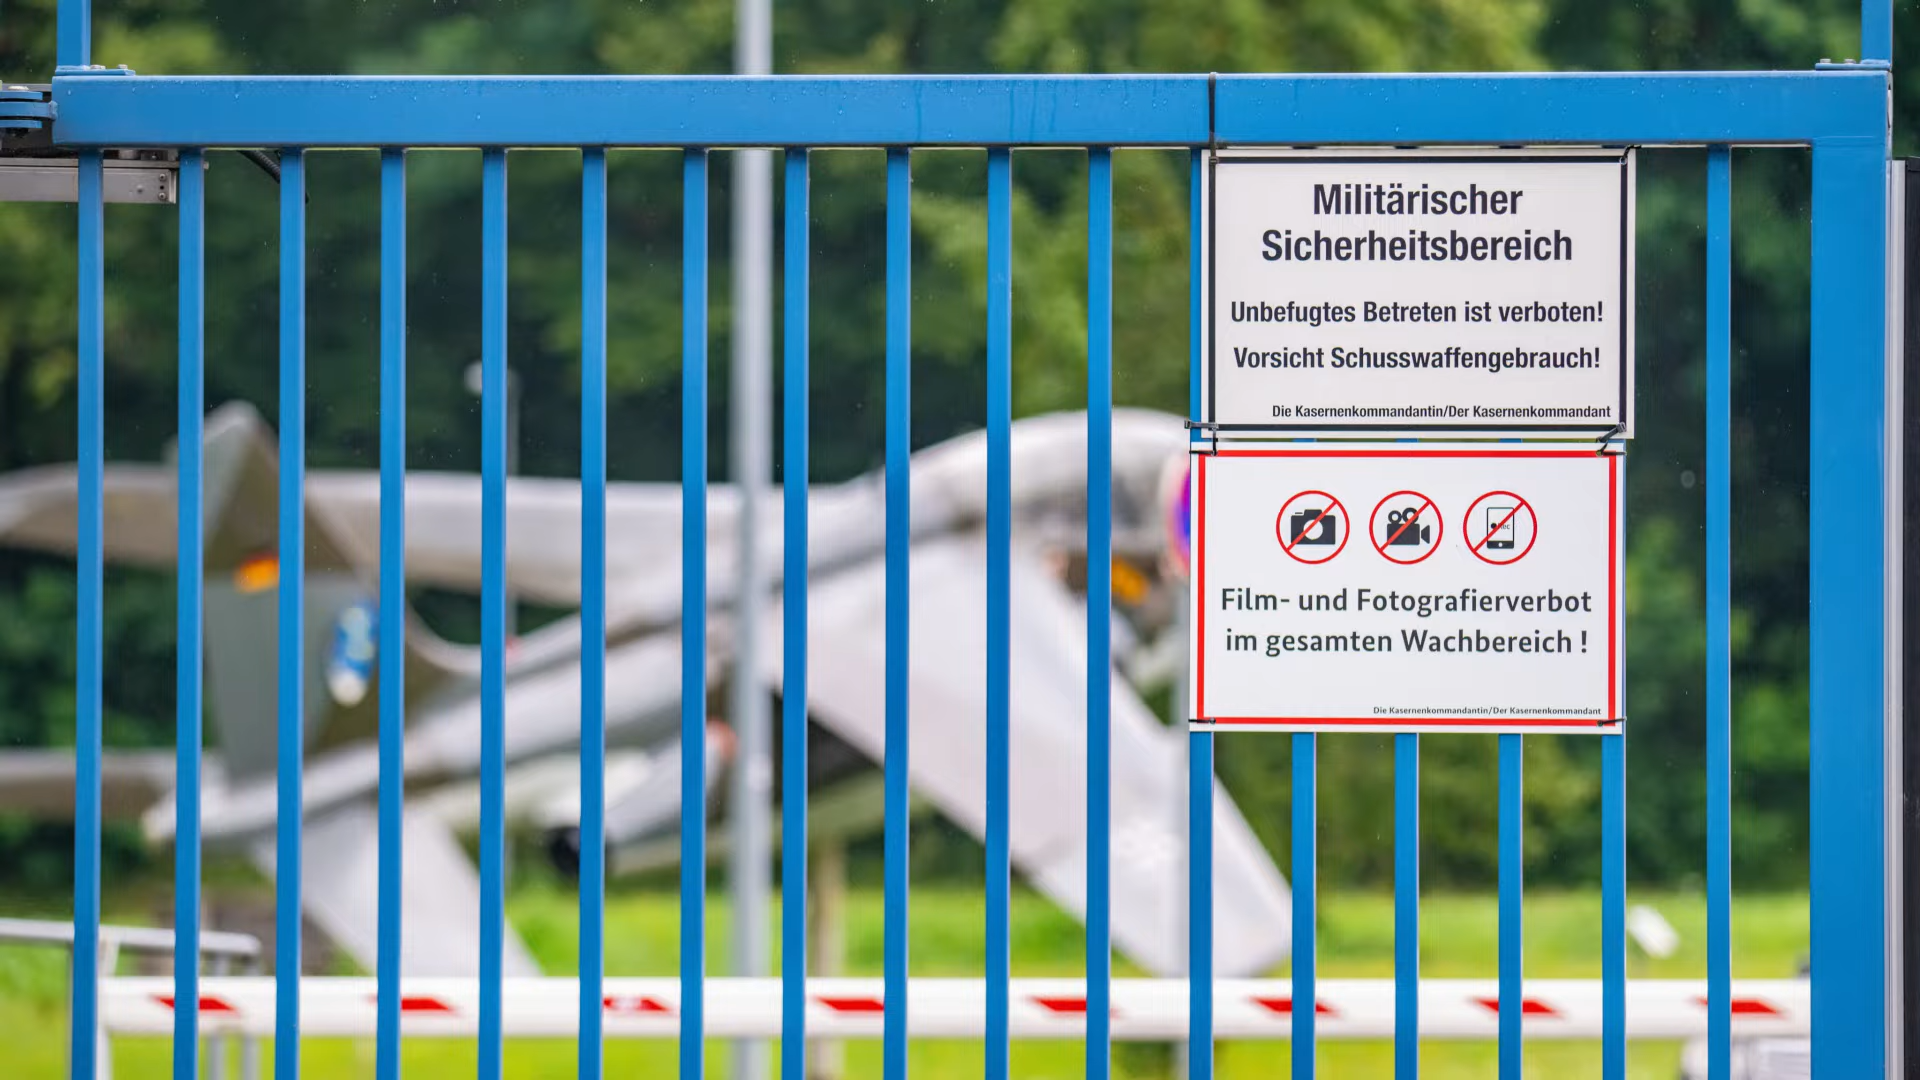 Militärischer
Sicherheitsbereich
Unbefugtes Betreten ist verboten!
Vorsicht Schusswaffengebrauch!
Die Kasernenkommandantin/Der Kasernenkommandant
Rec
Film- und Fotografierverbot
im gesamten Wachbereich !
Die Kasernenkommandantin/Der Kasernenkommandant